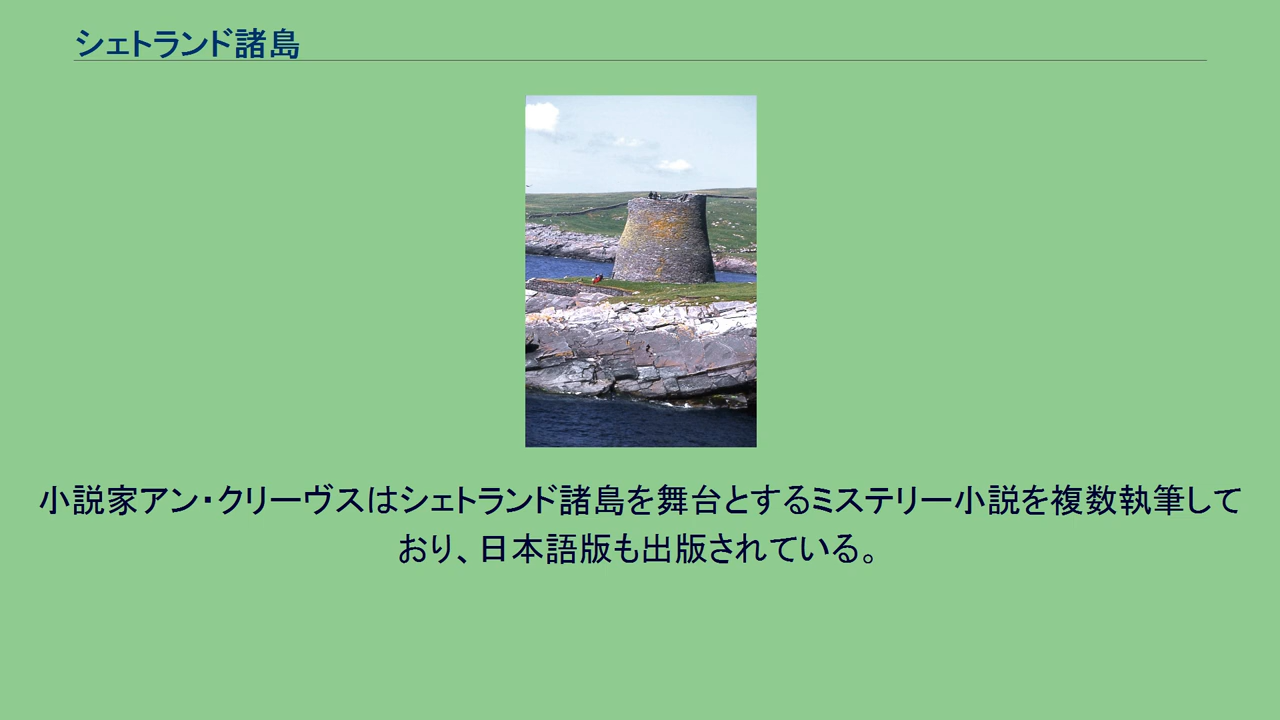 シェトランド諸島
小説家アン・クリーヴスはシェトランド諸島を舞台とするミステリー小説を複数執筆して
おり、日本語版も出版されている。